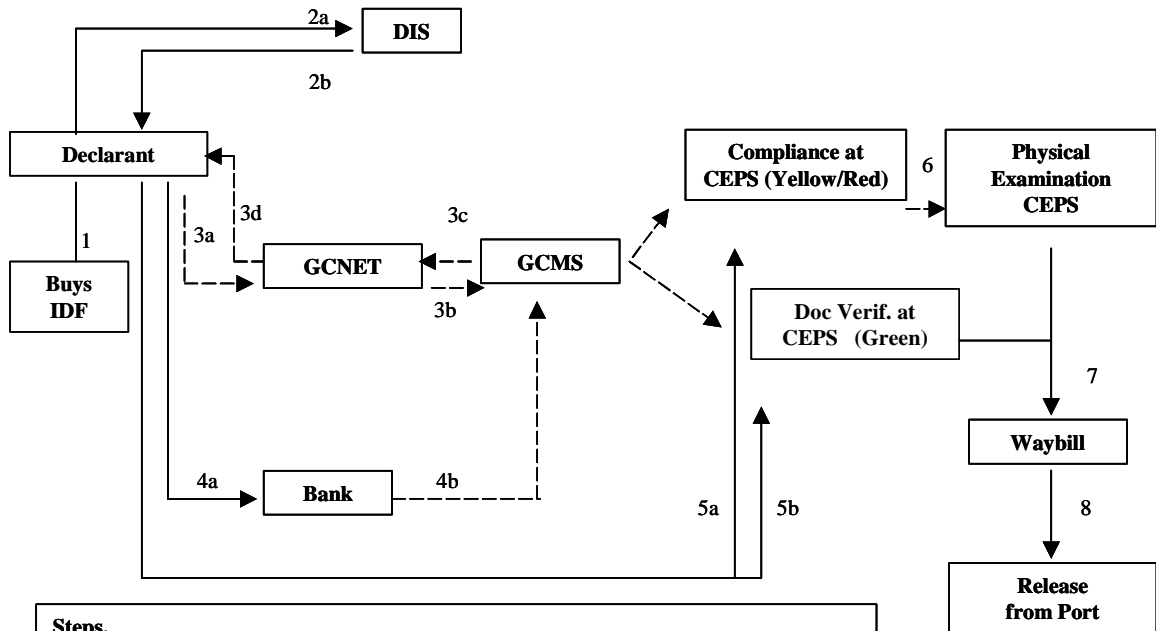 2a
DIS
2b
Declarant
Compliance at
CEPS (Yellow/Red)
6
Physical
Examination
CEPS
3d
3a
3c
1
GCNET
GCMS
3b
Buys
IDF
Doc Verif. at
CEPS (Green)
7
Waybill
4a
Bank
4b
5a
5b
8
Release
from Port
Steps.